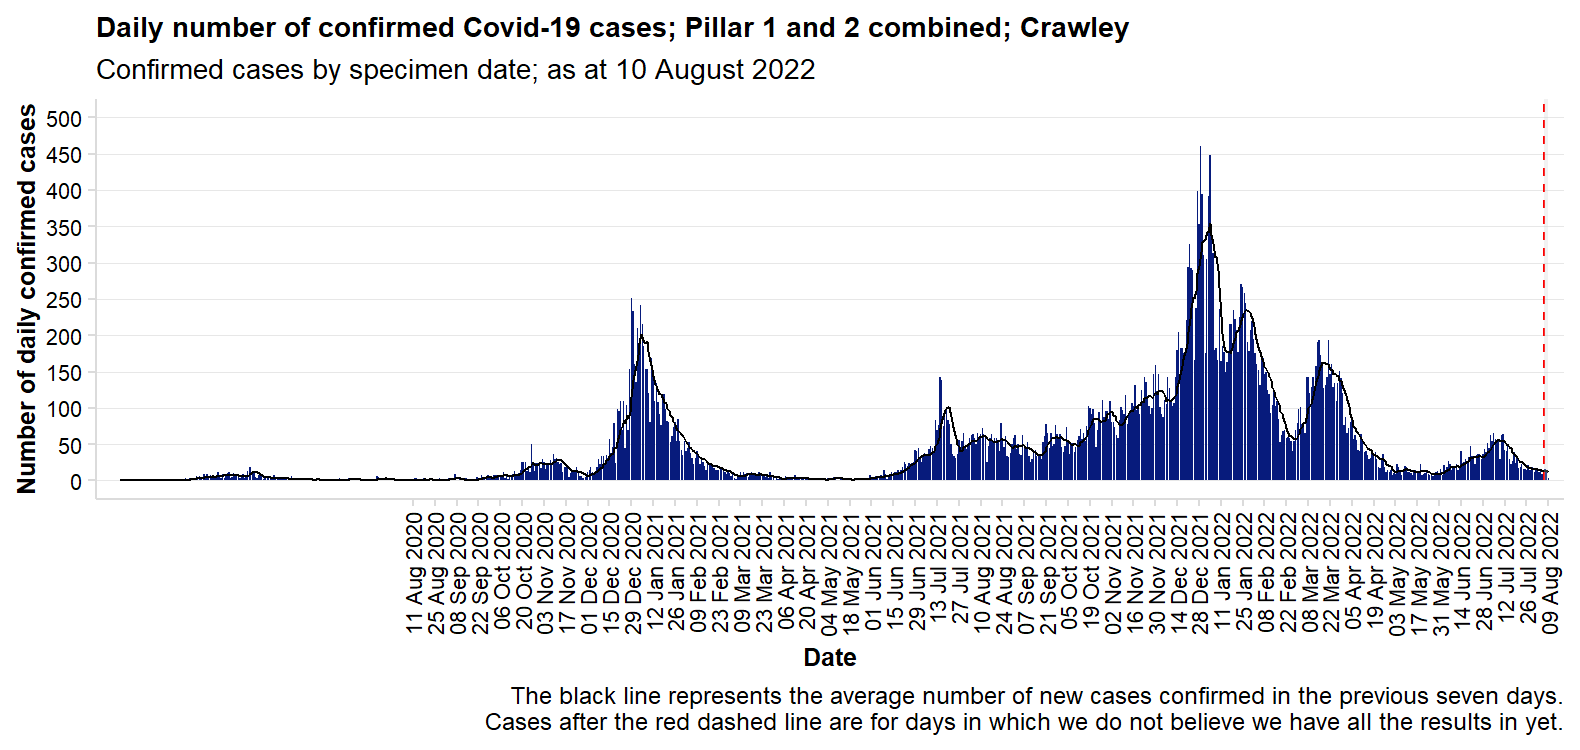 Daily number of confirmed Covid-19 cases; Pillar 1 and 2 combined; Crawley
Confirmed cases by specimen date; as at 10 August 2022
Number of daily confirmed cases
500
450
400
350
300
250
200
150
100
50
0
11 Aug 2020
25 Aug 2020
08 Sep 2020
22 Sep 2020
06 Oct 2020
20 Oct 2020
03 Nov 2020
17 Nov 2020
01 Dec 2020
15 Dec 2020
29 Dec 2020
12 Jan 2021
26 Jan 2021
09 Feb 2021
23 Feb 2021
09 Mar 2021
23 Mar 2021
06 Apr 2021
20 Apr 2021
04 May 2021
18 May 2021
01 Jun 2021
15 Jun 2021
29 Jun 2021
13 Jul 2021
27 Jul 2021
10 Aug 2021
24 Aug 2021
07 Sep 2021
21 Sep 2021
05 Oct 2021
19 Oct 2021
02 Nov 2021
16 Nov 2021
30 Nov 2021
14 Dec 2021
28 Dec 2021
11 Jan 2022
25 Jan 2022
08 Feb 2022
22 Feb 2022
08 Mar 2022
22 Mar 2022
05 Apr 2022
19 Apr 2022
03 May 2022
17 May 2022
31 May 2022
14 Jun 2022
28 Jun 2022
12 Jul 2022
26 Jul 2022
09 Aug 2022
Date
The black line represents the average number of new cases confirmed in the previous seven days.
Cases after the red dashed line are for days in which we do not believe we have all the results in yet.